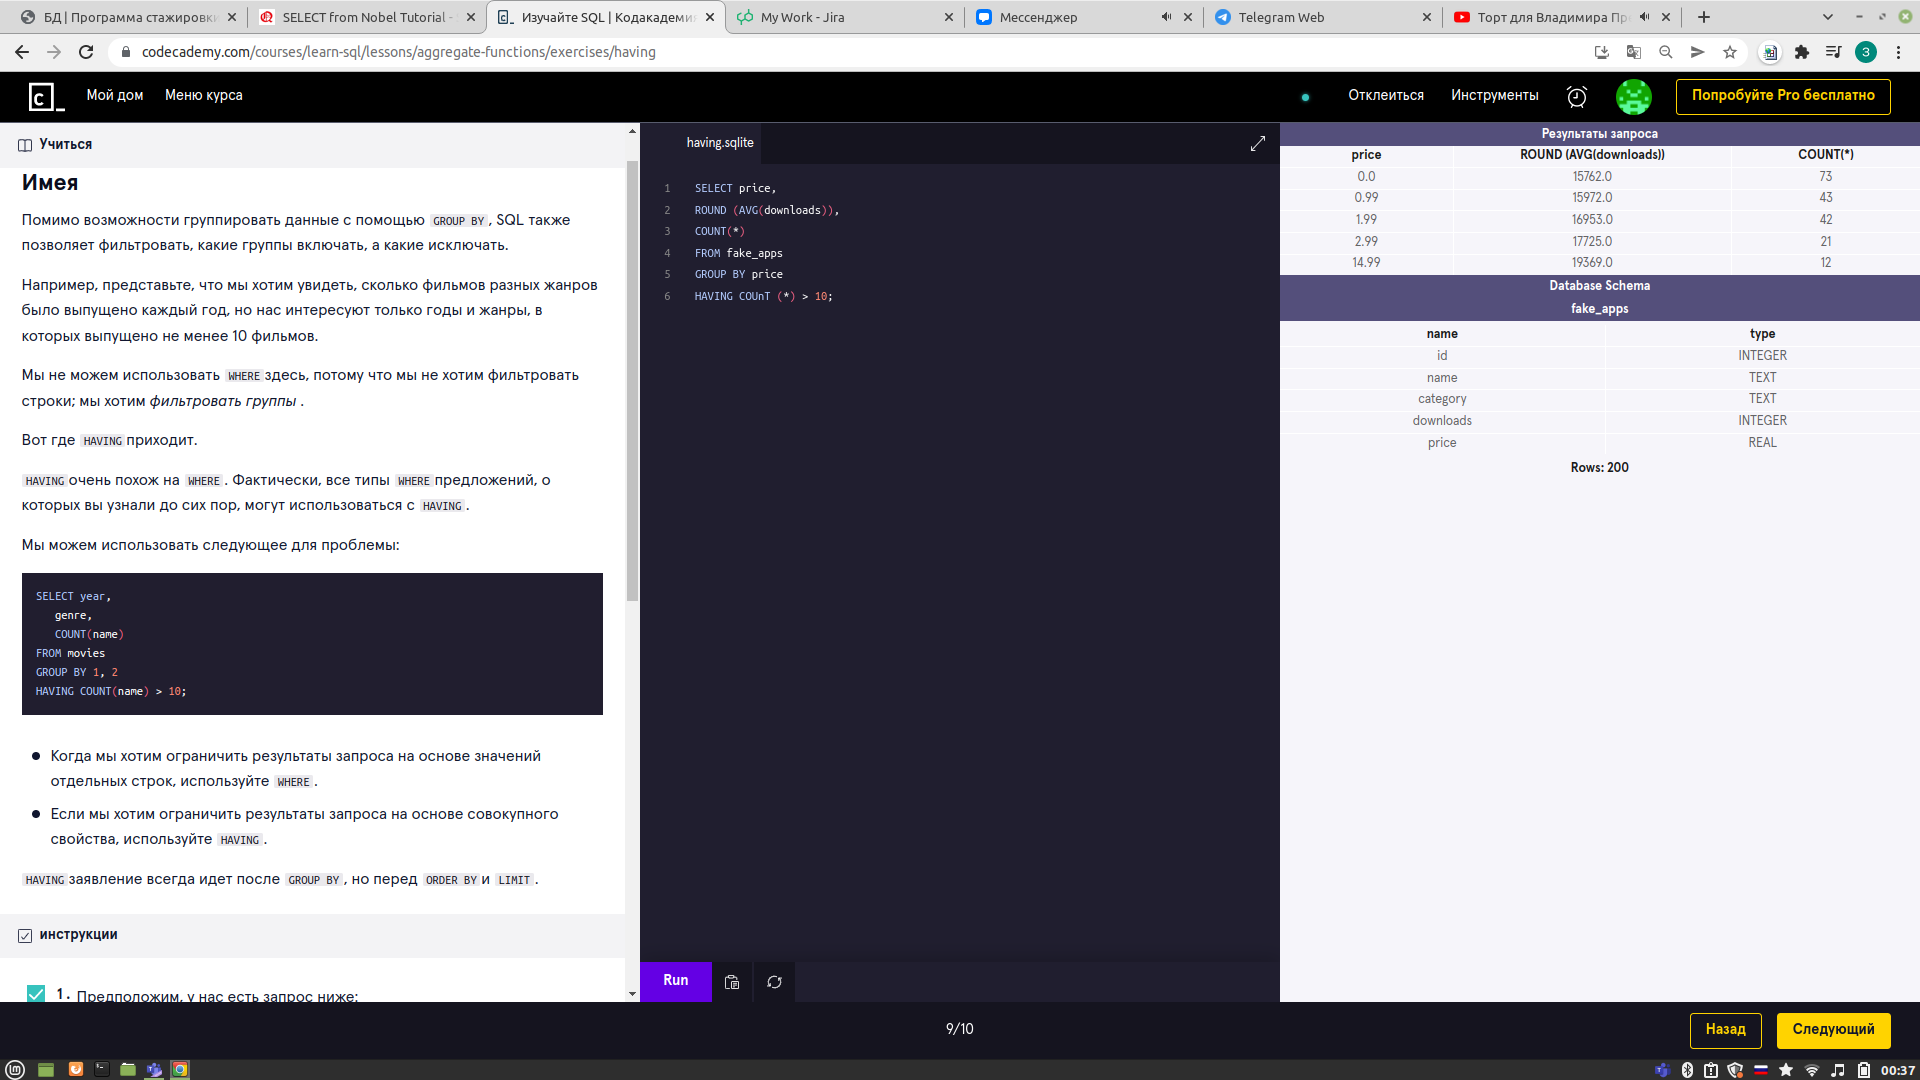 БД | Программа стажировки
SELECT from Nobel Tutorial -
Изучайте SQL | Кодакадемия
My Work - Jira
Мессенджер
Telegram Web
Торт для Владимира
codecademy.com/courses/learn-sql/lessons/aggregate-functions/exercises/having
З
c_
Мой дом
Меню курса
Отклеиться
Инструменты
Попробуйте Pro бесплатно
Учиться
Имея
Помимо возможности группировать данные с помощью GROUP BY, SQL также
позволяет фильтровать, какие группы включать, а какие исключать.
Например, представьте, что мы хотим увидеть, сколько фильмов разных жанров
было выпущено каждый год, но нас интересуют только годы и жанры, в
которых выпущено не менее 10 фильмов.
Мы не можем использовать WHERE здесь, потому что мы не хотим фильтровать
строки; мы хотим фильтровать группы .
Вот где HAVING приходит.
HAVING очень похож на WHERE. Фактически, все типы WHERE предложений, о
которых вы узнали до сих пор, могут использоваться с HAVING.
Мы можем использовать следующее для проблемы:
SELECT year,
genre,
COUNT(name)
FROM movies
GROUP BY 1, 2
HAVING COUNT(name) > 10;
Когда мы хотим ограничить результаты запроса на основе значений
отдельных строк, используйте WHERE.
Если мы хотим ограничить результаты запроса на основе совокупного
свойства, используйте HAVING.
HAVING заявление всегда идет после GROUP BY, но перед ORDER BY и LIMIT.
инструкции
1. Предположим, у нас есть запрос ниже:
having.sqlite
1 SELECT price,
2 ROUND (AVG(downloads)),
3 COUNT(*)
4 FROM fake_apps
5 GROUP BY price
6 HAVING COUnT (*) > 10;
Run
Результаты запроса
price ROUND (AVG(downloads)) COUNT(*)
0.0 15762.0 73
0.99 15972.0 43
1.99 16953.0 42
2.99 17725.0 21
14.99 19369.0 12
Database Schema
fake_apps
name type
id INTEGER
name TEXT
category TEXT
downloads INTEGER
price REAL
Rows: 200
9/10
Назад
Следующий
00:37